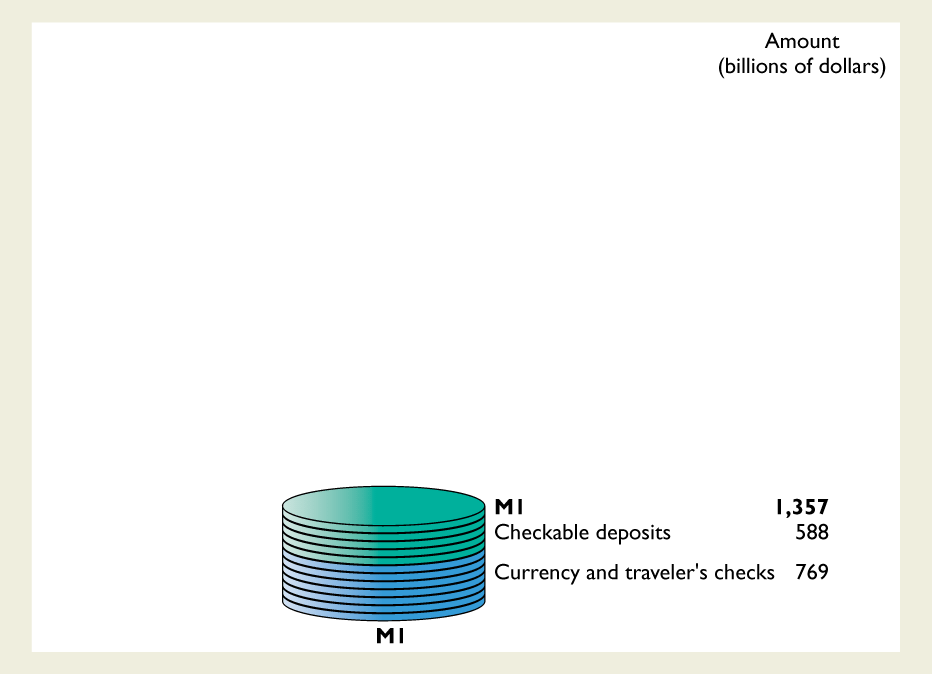 Amount
(billions of dollars)
M1 1,357
Checkable deposits 588
Currency and traveler's checks 769
M1